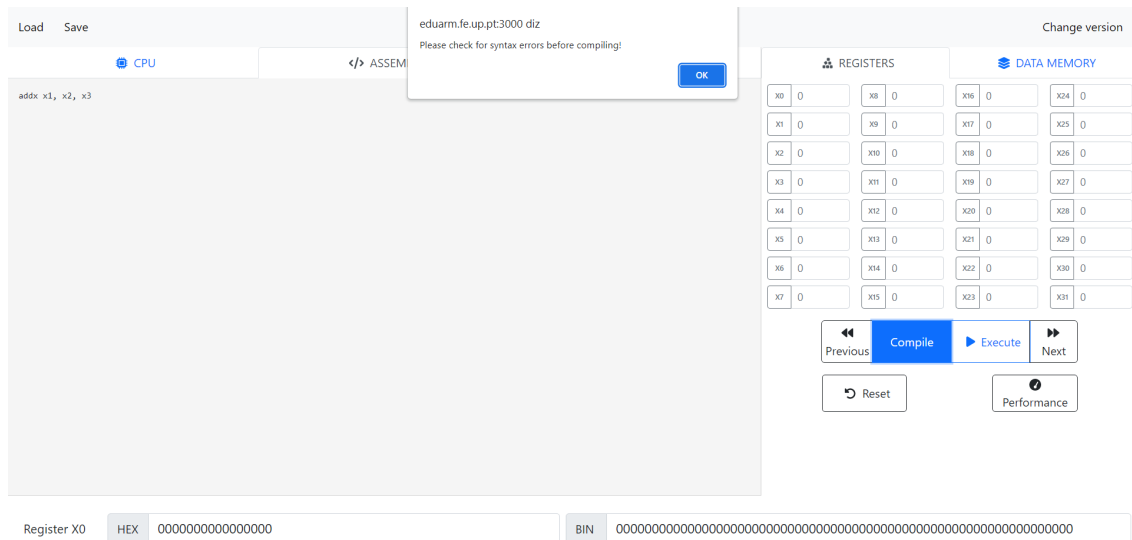 Load Save
eduarm.fe.up.pt:3000 diz
Please check for syntax errors before compiling!
OK
Change version
CPU
</> ASSEM
REGISTERS
DATA MEMORY
addx x1, x2, x3
X0 0 X8 0 X16 0 X24 0
X1 0 X9 0 X17 0 X25 0
X2 0 X10 0 X18 0 X26 0
X3 0 X11 0 X19 0 X27 0
X4 0 X12 0 X20 0 X28 0
X5 0 X13 0 X21 0 X29 0
X6 0 X14 0 X22 0 X30 0
X7 0 X15 0 X23 0 X31 0
Previous Compile Execute Next
Reset Performance
Register X0 HEX 0000000000000000 BIN 0000000000000000000000000000000000000000000000000000000000000000